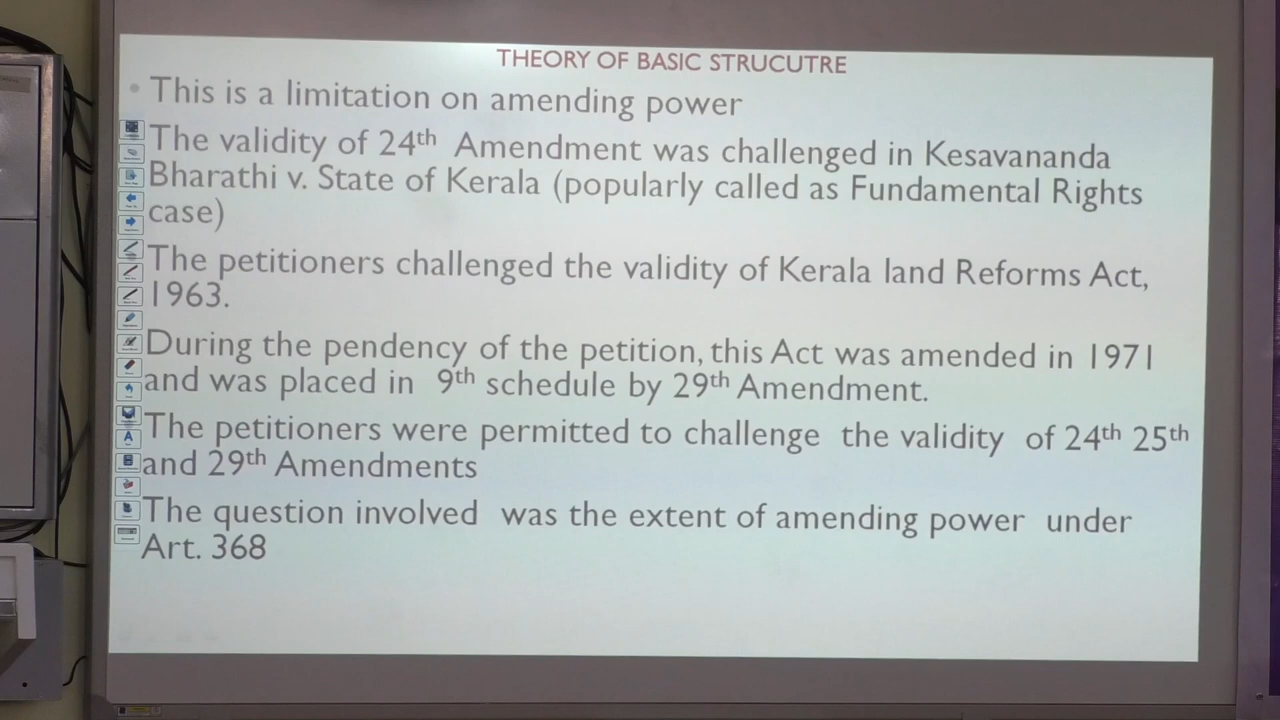 THEORY OF BASIC STRUCUTRE
• This is a limitation on amending power
The validity of 24th Amendment was challenged in Kesavananda
Bharathi v. State of Kerala (popularly called as Fundamental Rights
case)
The petitioners challenged the validity of Kerala land Reforms Act,
1963.
During the pendency of the petition, this Act was amended in 1971
and was placed in 9th schedule by 29th Amendment.
The petitioners were permitted to challenge the validity of 24th 25th
and 29th Amendments
The question involved was the extent of amending power under
Art. 368